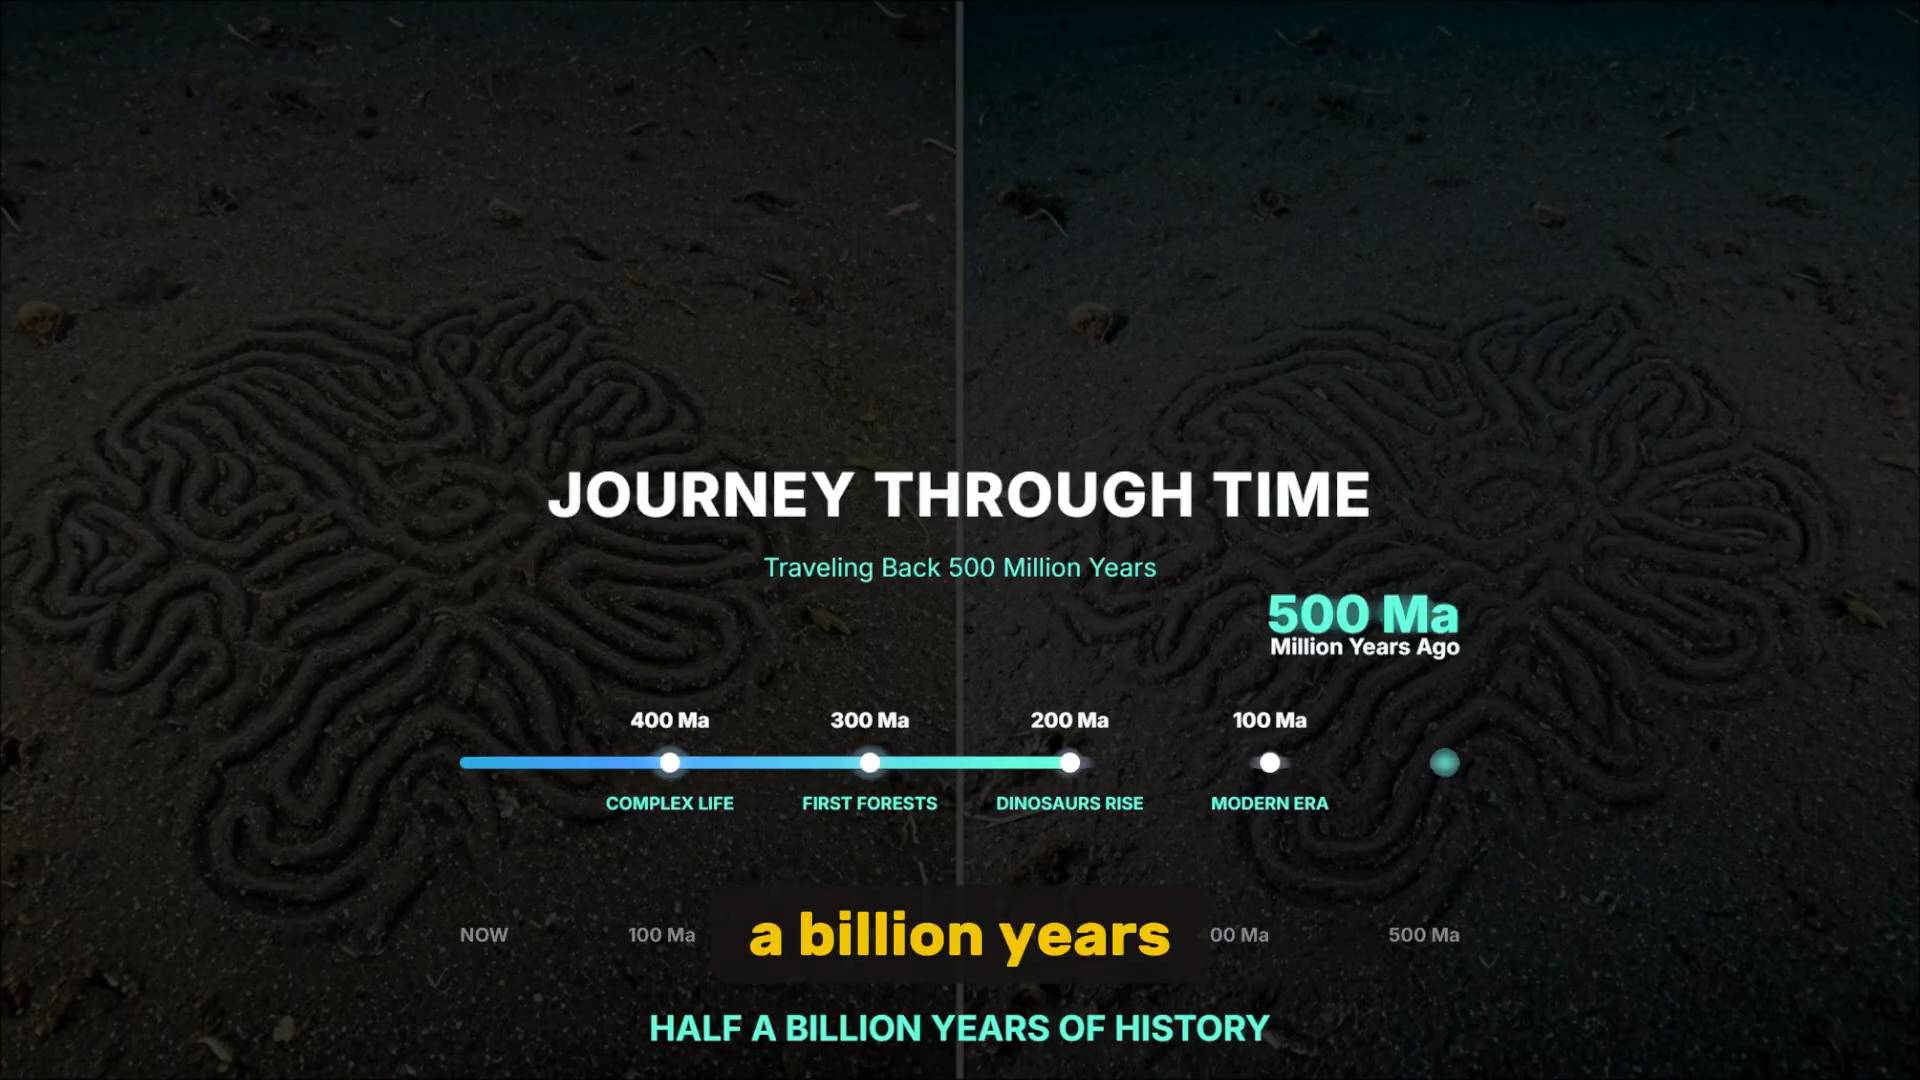 JOURNEY THROUGH TIME
Traveling Back 500 Million Years
500 Ma
Million Years Ago
400 Ma 300 Ma 200 Ma 100 Ma
COMPLEX LIFE FIRST FORESTS DINOSAURS RISE MODERN ERA
NOW 100 Ma 00 Ma 500 Ma
a billion years
HALF A BILLION YEARS OF HISTORY